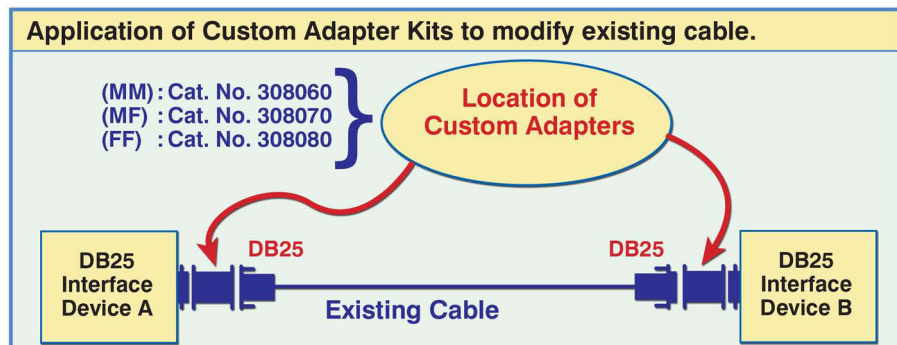 Application of Custom Adapter Kits to modify existing cable.
(MM) : Cat. No. 308060
(MF) : Cat. No. 308070
(FF) : Cat. No. 308080
Location of
Custom Adapters
DB25
Interface
Device A
DB25
Existing Cable
DB25
DB25
Interface
Device B